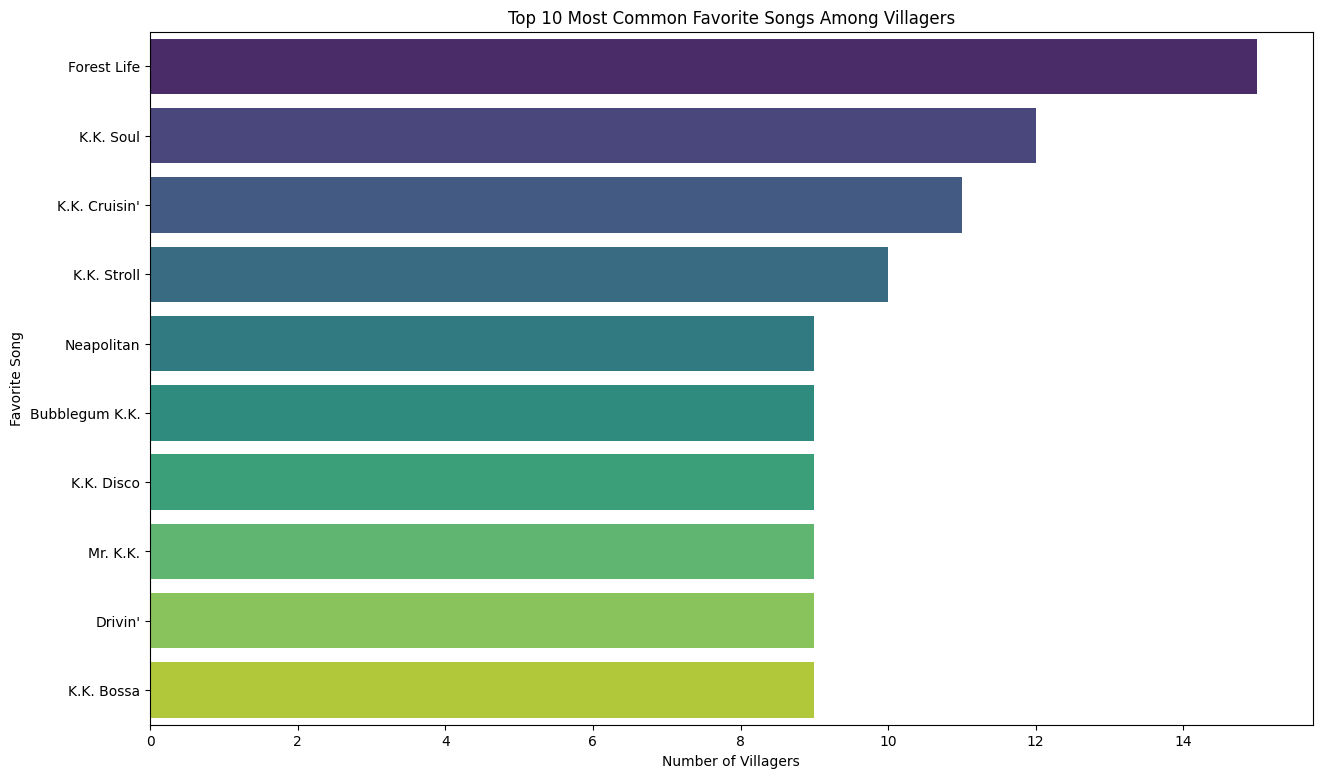 Top 10 Most Common Favorite Songs Among Villagers
Favorite Song
Forest Life
K.K. Soul
K.K. Cruisin'
K.K. Stroll
Neapolitan
Bubblegum K.K.
K.K. Disco
Mr. K.K.
Drivin'
K.K. Bossa
0 2 4 6 8 10 12 14
Number of Villagers